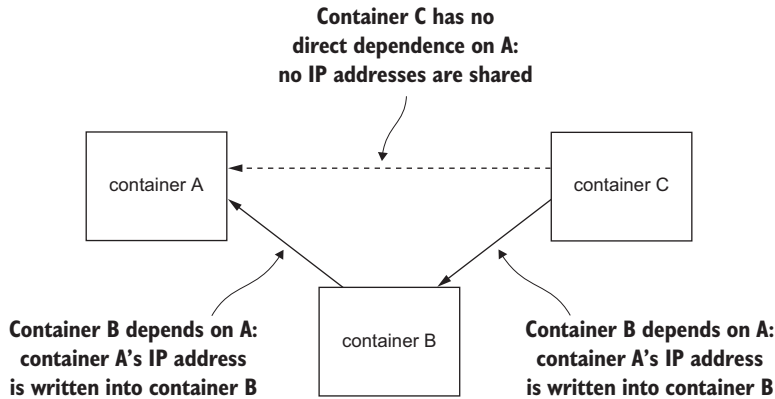 Container C has no
direct dependence on A:
no IP addresses are shared
container A
container C
container B
Container B depends on A:
container A's IP address
is written into container B
Container B depends on A:
container A's IP address
is written into container B